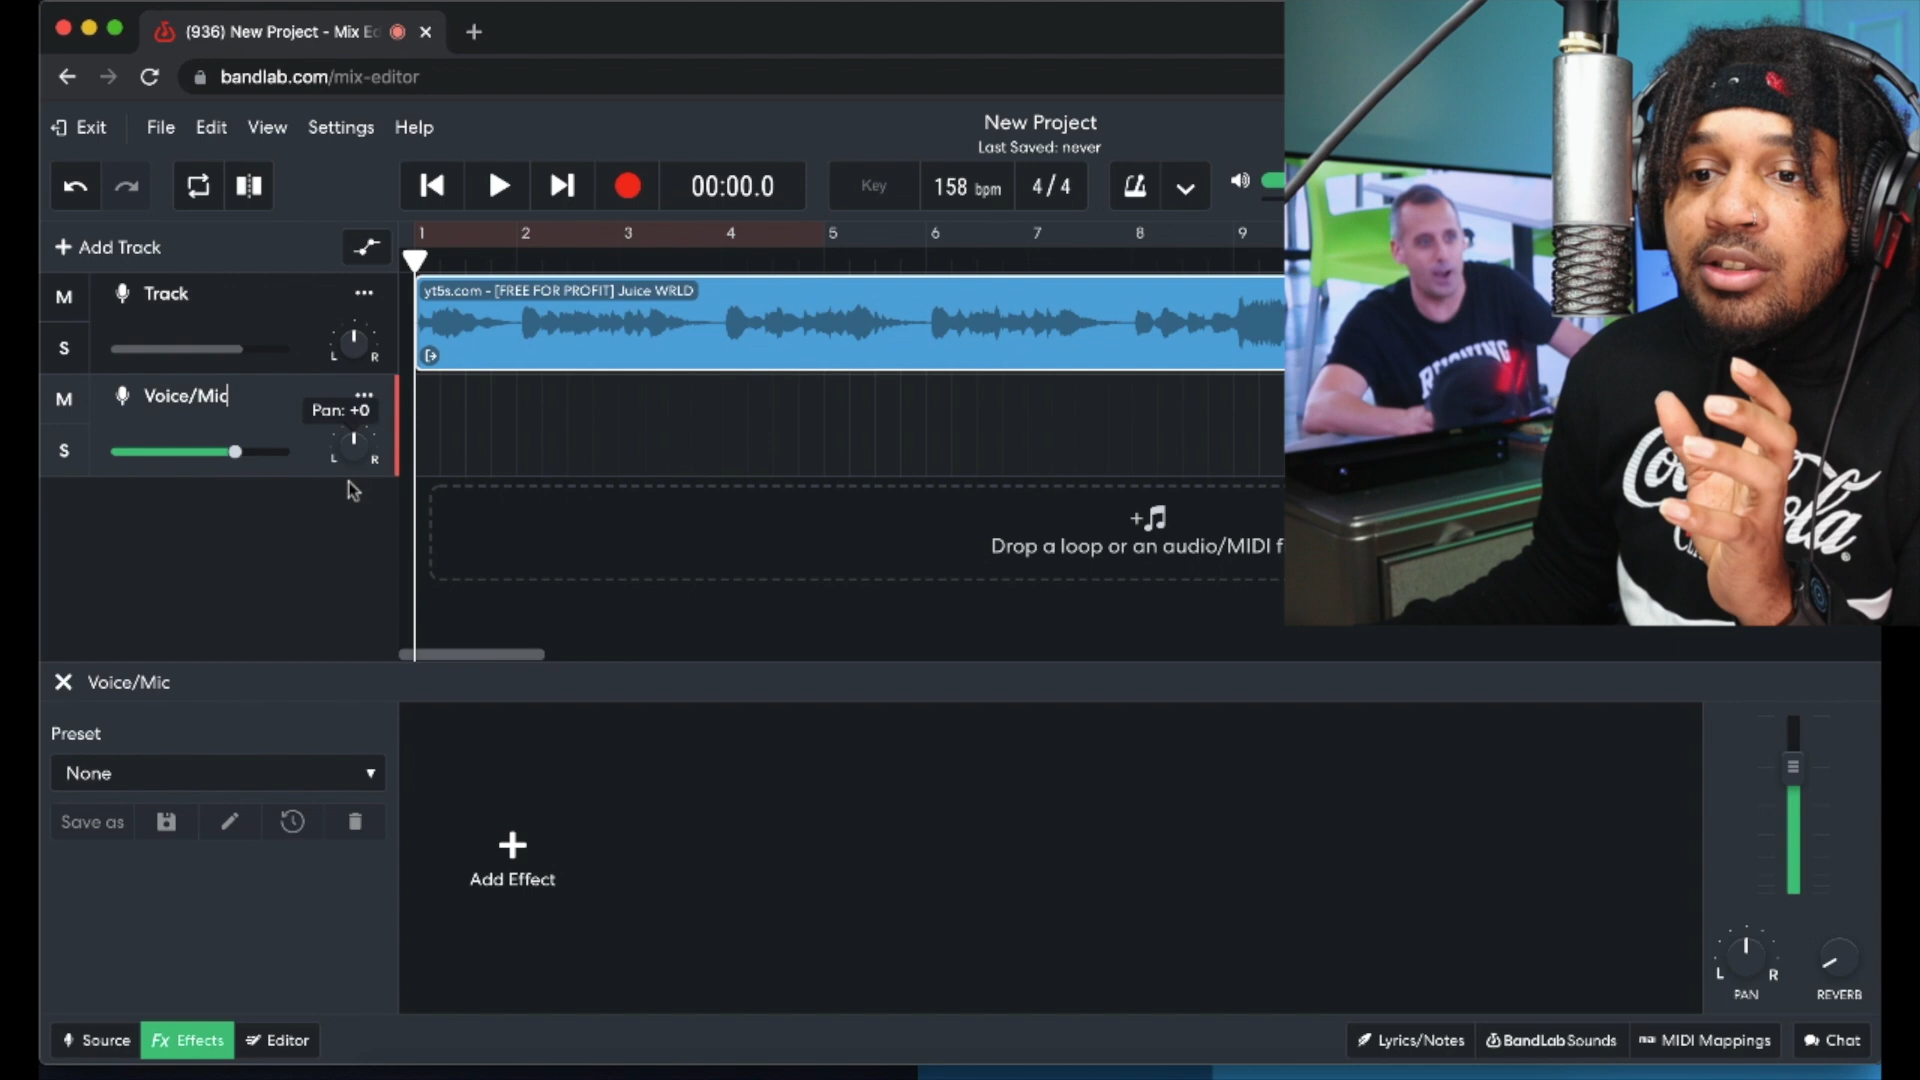 (936) New Project - Mix Ed
bandlab.com/mix-editor
Exit File Edit View Settings Help
New Project
Last Saved: never
00:00.0 Key 158 bpm 4/4
Add Track
1 2 3 4 5 6 7 8 9
M Track
yt5s.com - [FREE FOR PROFIT] Juice WRLD
S L R
M Voice/Mic
Pan: +0
S L R
Drop a loop or an audio/MIDI f
Coca-Cola
Voice/Mic
Preset
None
Save as
Add Effect
L R
PAN REVERB
Source Fx Effects Editor
Lyrics/Notes BandLab Sounds MIDI Mappings Chat